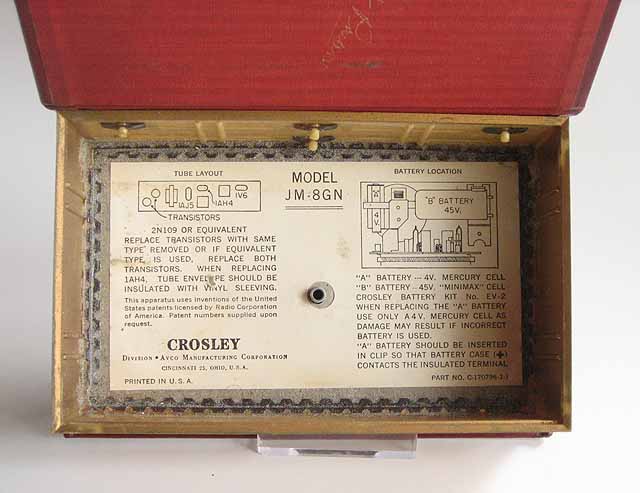 TUBE LAYOUT
1AJ5
1AH4
1V6
TRANSISTORS
2N109 OR EQUIVALENT
REPLACE TRANSISTORS WITH SAME
TYPE REMOVED OR IF EQUIVALENT
TYPE IS USED, REPLACE BOTH
TRANSISTORS. WHEN REPLACING
1AH4, TUBE ENVELOPE SHOULD BE
INSULATED WITH VINYL SLEEVING.
This apparatus uses inventions of the United
States patents licensed by Radio Corporation
of America. Patent numbers supplied upon
request.
CROSLEY
DIVISION • AVCO MANUFACTURING CORPORATION
CINCINNATI 25, OHIO, U.S.A.
PRINTED IN U.S.A.
MODEL
JM-8GN
BATTERY LOCATION
"A"
4V.
"B" BATTERY
45V.
"A" BATTERY --- 4V. MERCURY CELL
"B" BATTERY --45V. "MINIMAX" CELL
CROSLEY BATTERY KIT No. EV-2
WHEN REPLACING THE "A" BATTERY
USE ONLY A 4V. MERCURY CELL AS
DAMAGE MAY RESULT IF INCORRECT
BATTERY IS USED.
"A" BATTERY SHOULD BE INSERTED
IN CLIP SO THAT BATTERY CASE (+)
CONTACTS THE INSULATED TERMINAL
PART NO. C-170796-2-1